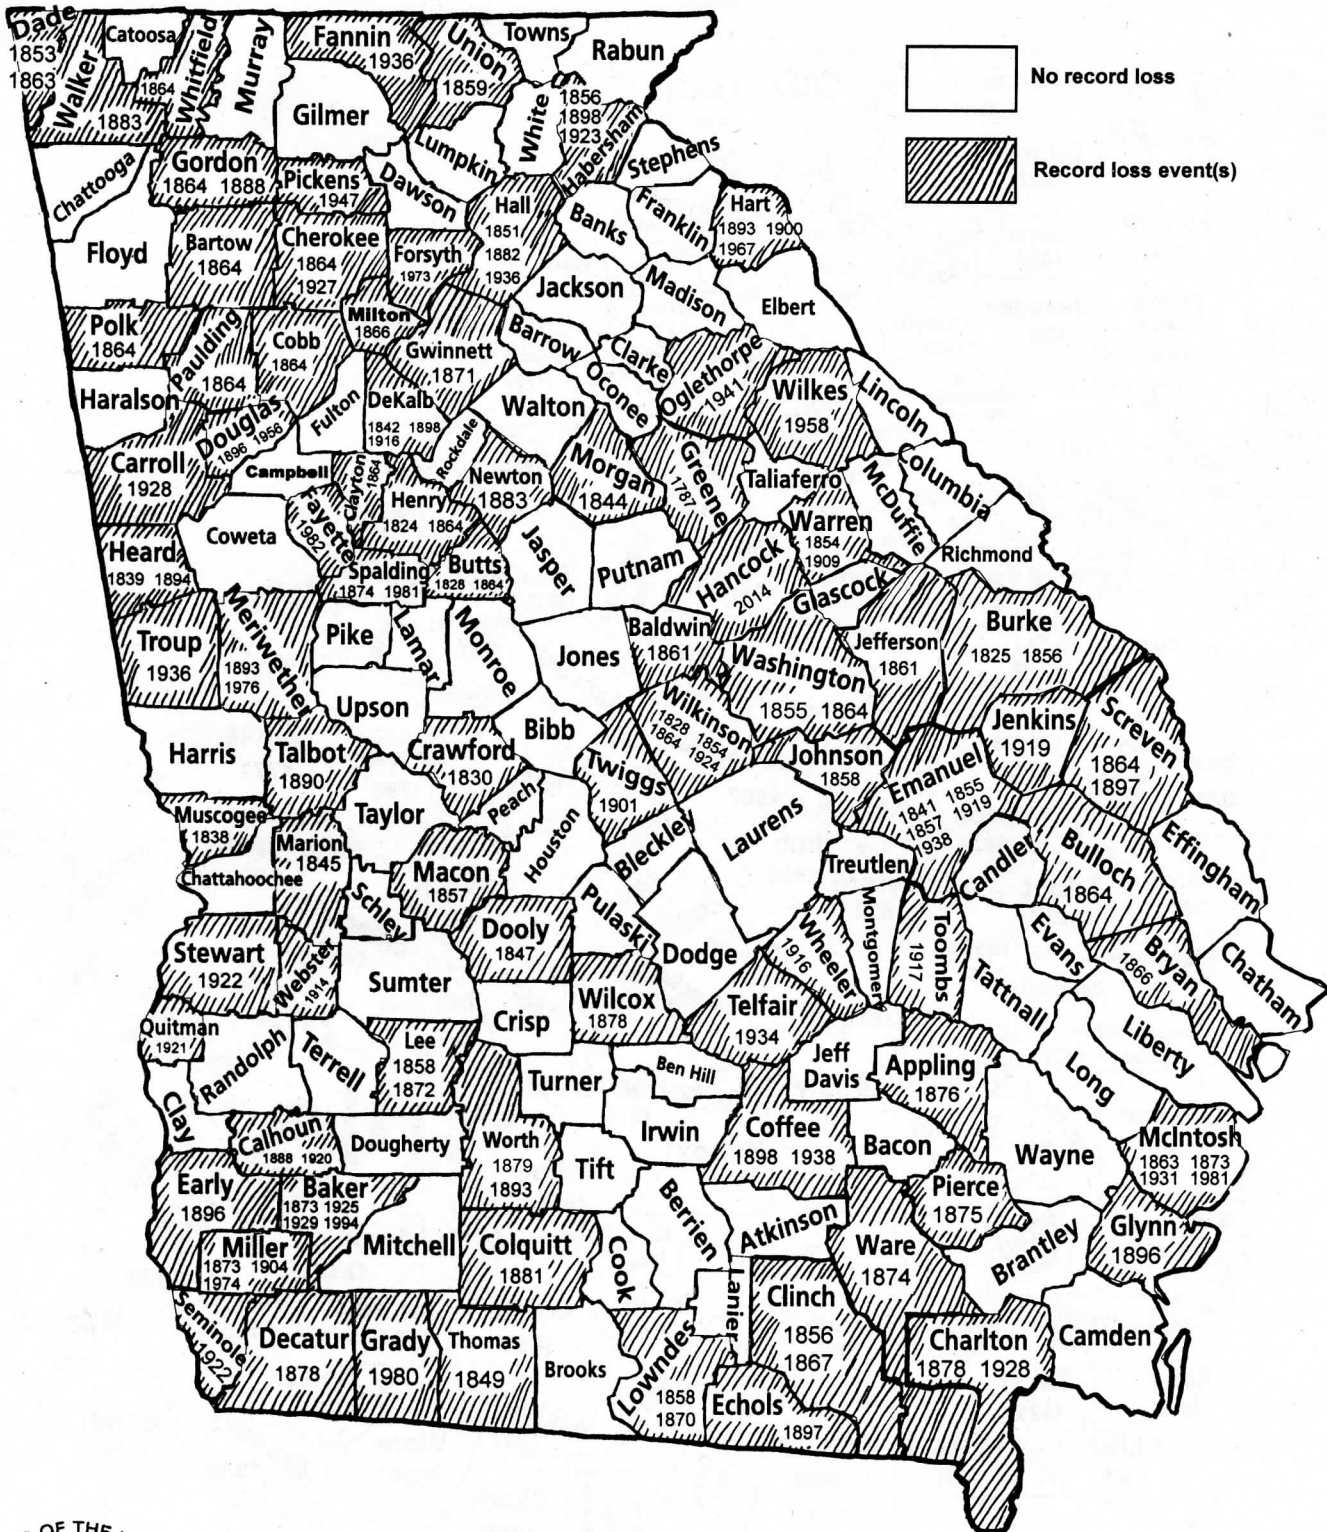 Dade
1853
1863
Catoosa
Whitfield
1864
Murray
Fannin
1936
Union
1859
Towns
Rabun
No record loss
Record loss event(s)
Walker
1883
Gilmer
White
1856
1898
1923
Habersham
Lumpkin
Stephens
Chattooga
Gordon
1864 1888
Pickens
1947
Dawson
Hall
1851
1882
1936
Banks
Franklin
Hart
1893 1900
1967
Floyd
Bartow
1864
Cherokee
1864
1927
Forsyth
1973
Jackson
Madison
Elbert
Polk
1864
Paulding
1864
Cobb
1864
Milton
1866
Gwinnett
1871
Barrow
Clarke
Oconee
Oglethorpe
1941
Wilkes
1958
Lincoln
Haralson
Douglas
1896 1956
Fulton
DeKalb
1842 1898
1916
Rockdale
Walton
Carroll
1928
Campbell
Clayton
1864
Henry
1824 1864
Newton
1883
Morgan
1844
Greene
1787
Taliaferro
McDuffie
Columbia
Richmond
Warren
1854
1909
Coweta
Fayette
1982
Heard
1839 1894
Spalding
1874 1981
Butts
1828 1864
Jasper
Putnam
Hancock
2014
Glascock
Troup
1936
Meriwether
1893
1976
Pike
Lamar
Monroe
Jones
Baldwin
1861
Washington
1855 1864
Jefferson
1861
Burke
1825 1856
Screven
1864
1897
Jenkins
1919
Upson
Harris
Talbot
1890
Crawford
1830
Bibb
Twiggs
1901
Wilkinson
1828 1854
1864 1924
Johnson
1858
Emanuel
1841 1855
1857 1919
1938
Muscogee
1838
Marion
1845
Taylor
Peach
Houston
Bleckley
Laurens
Treutlen
Candler
Bulloch
1864
Effingham
Chattahoochee
Schley
Macon
1857
Dooly
1847
Pulaski
Dodge
Wheeler
1916
Montgomery
Toombs
1917
Tattnall
Evans
Bryan
1866
Chatham
Stewart
1922
Webster
1914
Sumter
Crisp
Wilcox
1878
Telfair
1934
Quitman
1921
Randolph
Terrell
Lee
1858
1872
Turner
Ben Hill
Jeff
Davis
Appling
1876
Long
Liberty
Clay
Calhoun
1888 1920
Dougherty
Worth
1879
1893
Tift
Irwin
Coffee
1898 1938
Bacon
Wayne
McIntosh
1863 1873
1931 1981
Early
1896
Baker
1873 1925
1929 1994
Mitchell
Colquitt
1881
Cook
Berrien
Atkinson
Ware
1874
Pierce
1875
Brantley
Glynn
1896
Miller
1873 1904
1974
Seminole
1922
Decatur
1878
Grady
1980
Thomas
1849
Brooks
Lowndes
1858
1870
Lanier
Clinch
1856
1867
Echols
1897
Charlton
1878 1928
Camden
OF THE